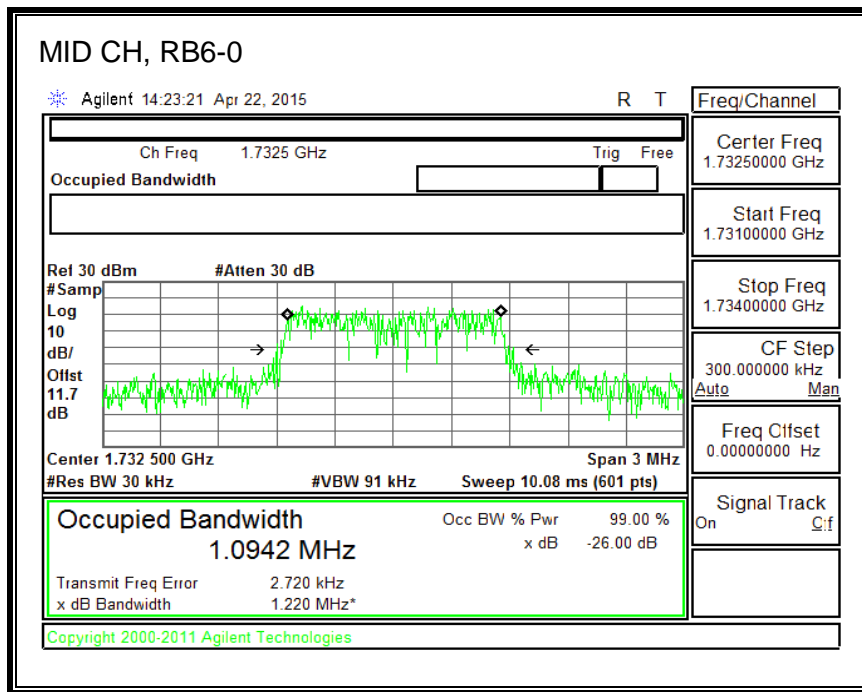 MID CH, RB6-0
Agilent 14:23:21 Apr 22, 2015 R T
Ch Freq 1.7325 GHz Trig Free
Occupied Bandwidth
Ref 30 dBm #Atten 30 dB
#Samp
Log
10
dB/
Offst
11.7
dB
Center 1.732 500 GHz Span 3 MHz
#Res BW 30 kHz #VBW 91 kHz Sweep 10.08 ms (601 pts)
Occupied Bandwidth Occ BW % Pwr 99.00 %
1.0942 MHz x dB -26.00 dB
Transmit Freq Error 2.720 kHz
x dB Bandwidth 1.220 MHz*
Copyright 2000-2011 Agilent Technologies
Freq/Channel
Center Freq
1.73250000 GHz
Start Freq
1.73100000 GHz
Stop Freq
1.73400000 GHz
CF Step
300.000000 kHz
Auto Man
Freq Offset
0.00000000 Hz
Signal Track
On Off